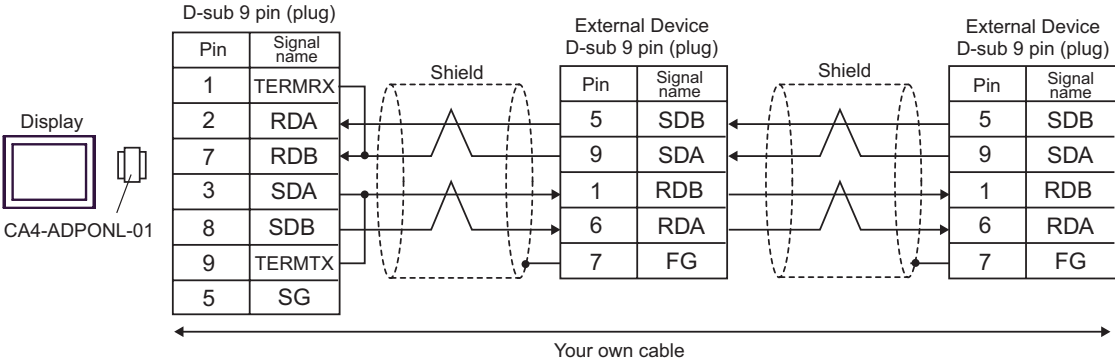 D-sub 9 pin (plug)
Pin Signal name
1 TERMRX
2 RDA
7 RDB
3 SDA
8 SDB
9 TERMTX
5 SG
Display
CA4-ADPONL-01
Shield
External Device
D-sub 9 pin (plug)
Pin Signal name
5 SDB
9 SDA
1 RDB
6 RDA
7 FG
Shield
External Device
D-sub 9 pin (plug)
Pin Signal name
5 SDB
9 SDA
1 RDB
6 RDA
7 FG
Your own cable